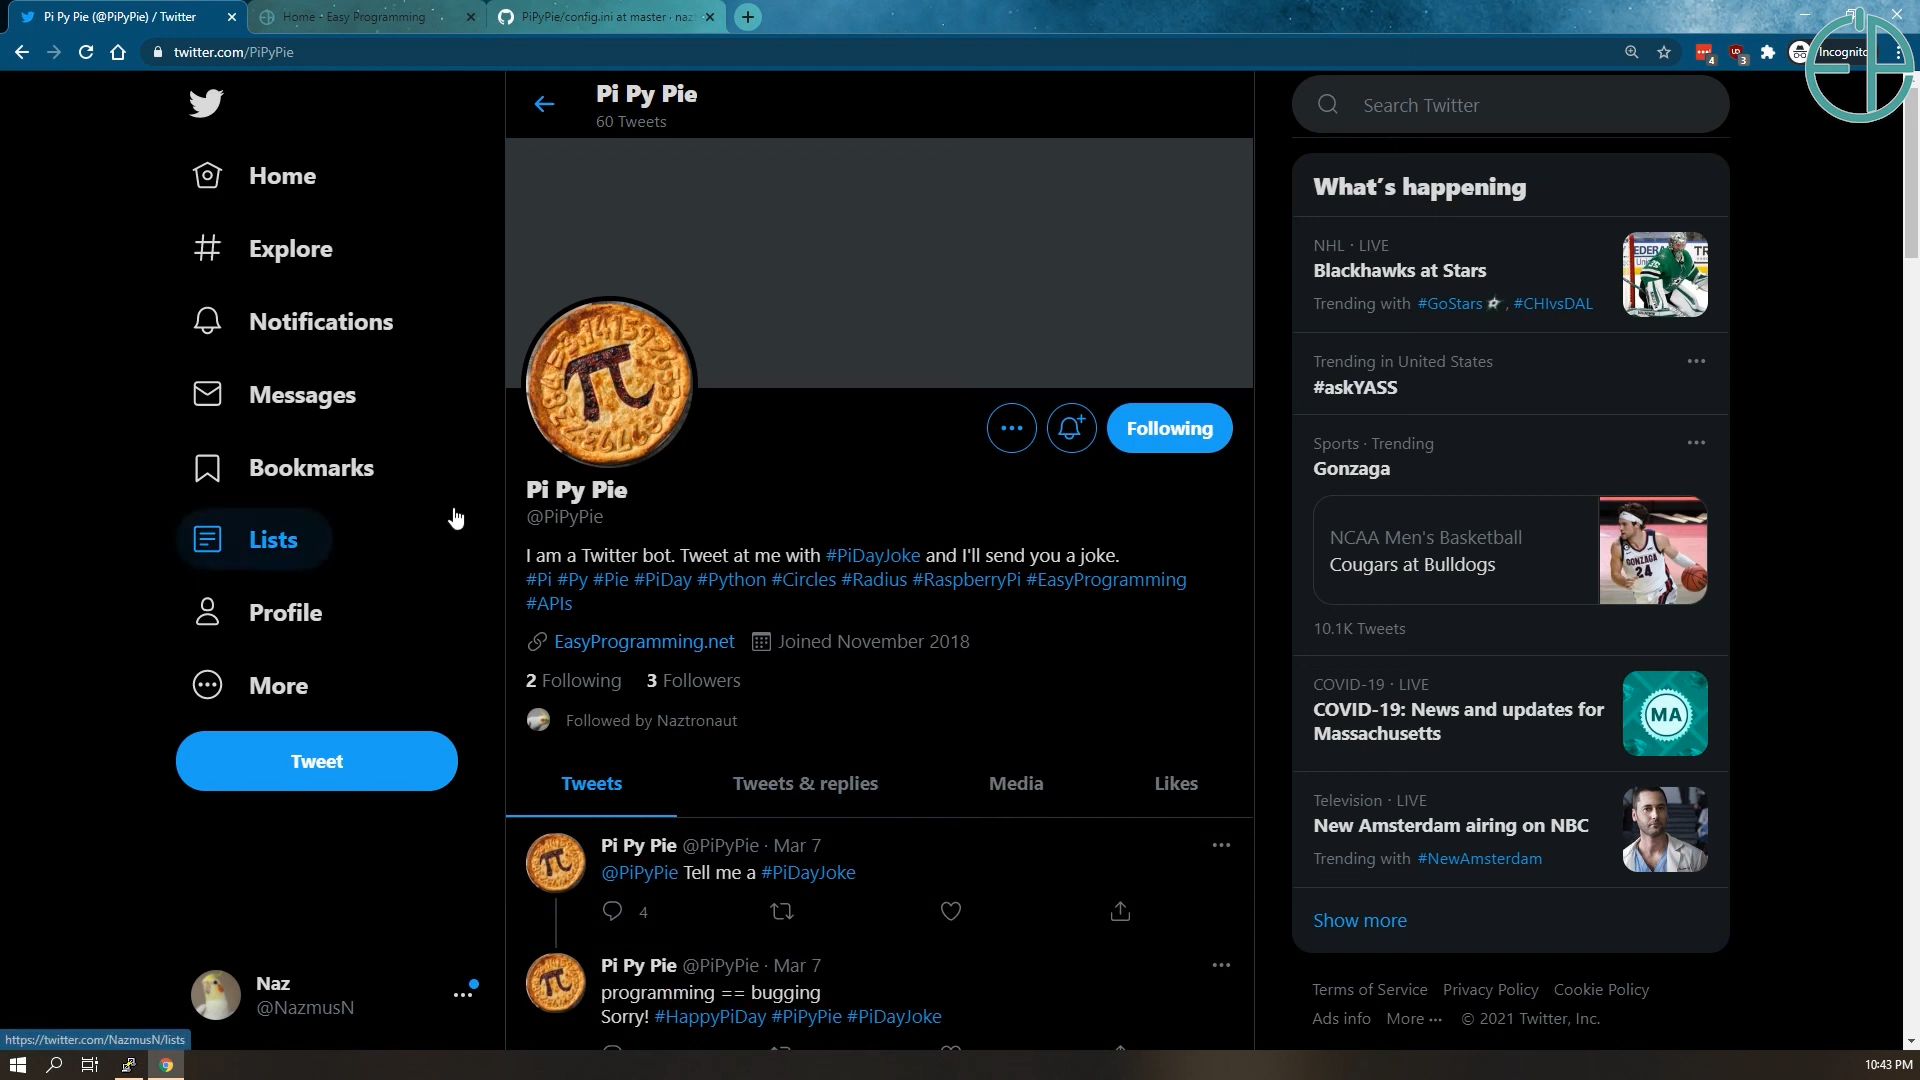 Pi Py Pie (@PiPyPie) / Twitter
Home - Easy Programming
PiPyPie/config.ini at master · naz
twitter.com/PiPyPie
4
3
Incognito
Pi Py Pie
60 Tweets
Search Twitter
Home
Explore
Notifications
Messages
Bookmarks
Lists
Profile
More
Tweet
Naz
@NazmusN
Following
Pi Py Pie
@PiPyPie
I am a Twitter bot. Tweet at me with #PiDayJoke and I'll send you a joke.
#Pi #Py #Pie #PiDay #Python #Circles #Radius #RaspberryPi #EasyProgramming
#APIs
EasyProgramming.net Joined November 2018
2 Following 3 Followers
Followed by Naztronaut
Tweets Tweets & replies Media Likes
Pi Py Pie @PiPyPie · Mar 7
@PiPyPie Tell me a #PiDayJoke
4
Pi Py Pie @PiPyPie · Mar 7
programming == bugging
Sorry! #HappyPiDay #PiPyPie #PiDayJoke
What's happening
NHL · LIVE
Blackhawks at Stars
Trending with #GoStars , #CHIvsDAL
Trending in United States
#askYASS
Sports · Trending
Gonzaga
NCAA Men's Basketball
Cougars at Bulldogs
GONZAGA
24
10.1K Tweets
COVID-19 · LIVE
COVID-19: News and updates for
Massachusetts
MA
Television · LIVE
New Amsterdam airing on NBC
Trending with #NewAmsterdam
Show more
Terms of Service Privacy Policy Cookie Policy
Ads info More ··· © 2021 Twitter, Inc.
https://twitter.com/NazmusN/lists
10:43 PM